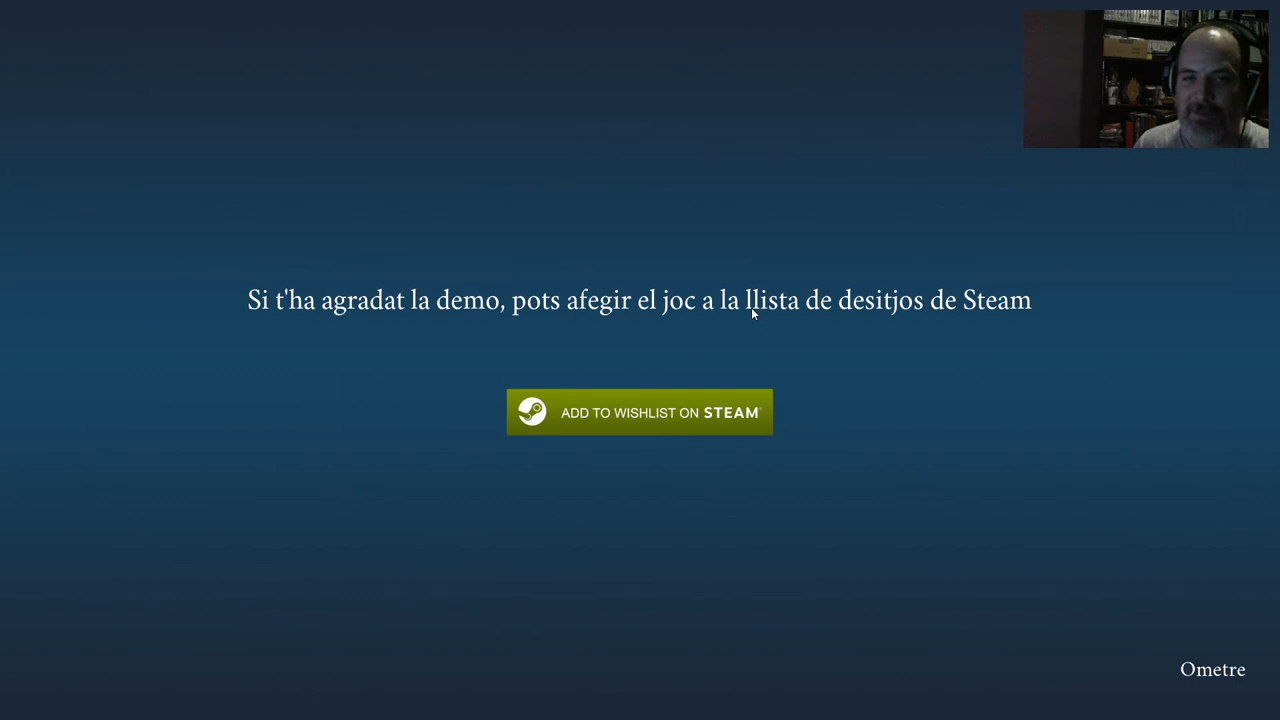 Si t'ha agradat la demo, pots afegir el joc a la llista de desitjos de Steam
ADD TO WISHLIST ON STEAM
Ometre